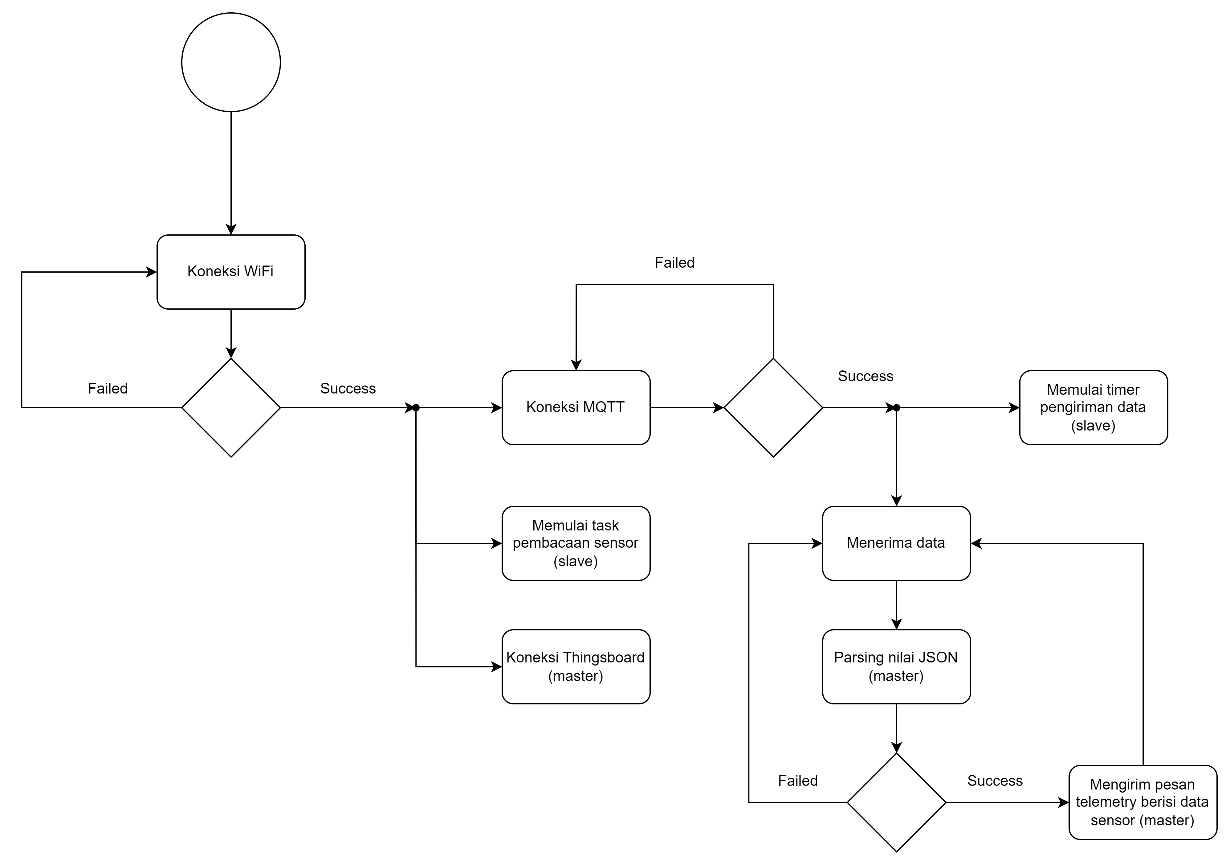 Koneksi WiFi
Failed
Success
Failed
Koneksi MQTT
Success
Memulai timer
pengiriman data
(slave)
Memulai task
pembacaan sensor
(slave)
Koneksi Thingsboard
(master)
Menerima data
Parsing nilai JSON
(master)
Failed
Success
Mengirim pesan
telemetry berisi data
sensor (master)